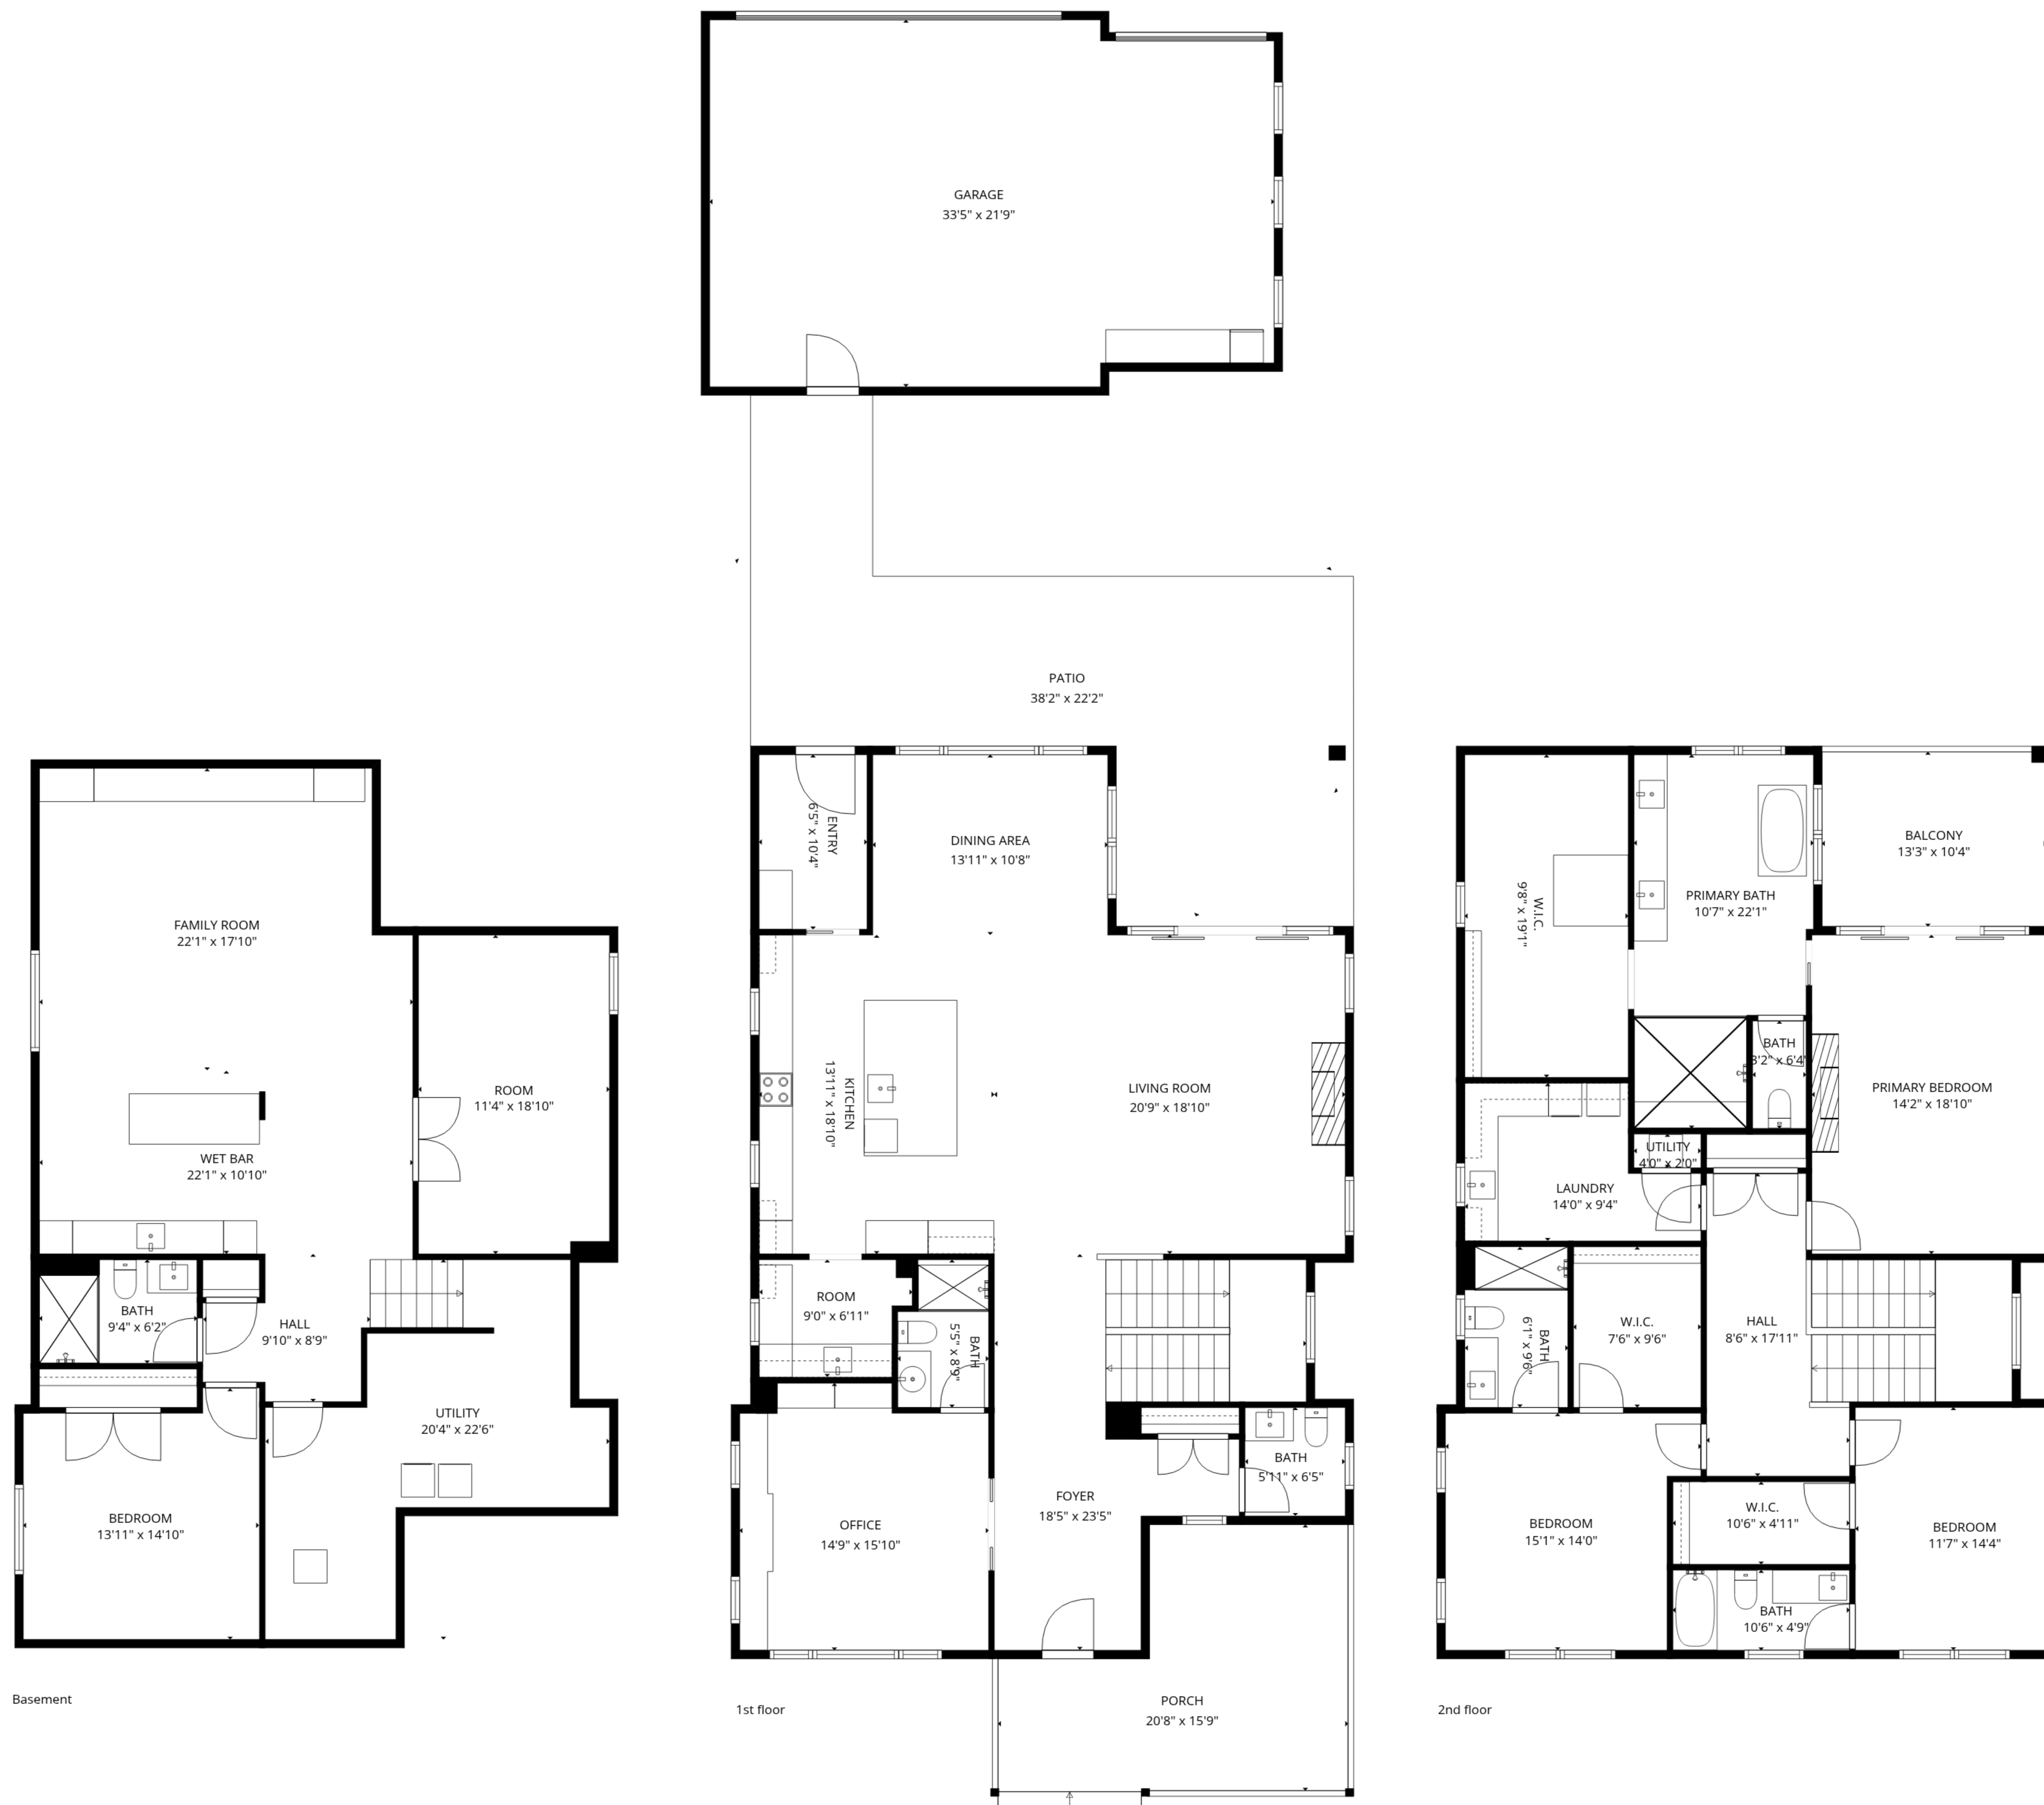 GARAGE
33'5" x 21'9"
PATIO
38'2" x 22'2"
FAMILY ROOM
22'1" x 17'10"
ROOM
11'4" x 18'10"
WET BAR
22'1" x 10'10"
BATH
9'4" x 6'2"
HALL
9'10" x 8'9"
UTILITY
20'4" x 22'6"
BEDROOM
13'11" x 14'10"
Basement
ENTRY
6'5" x 10'4"
DINING AREA
13'11" x 10'8"
KITCHEN
13'11" x 18'10"
LIVING ROOM
20'9" x 18'10"
ROOM
9'0" x 6'11"
BATH
5'5" x 8'9"
BATH
5'11" x 6'5"
FOYER
18'5" x 23'5"
OFFICE
14'9" x 15'10"
PORCH
20'8" x 15'9"
1st floor
W.I.C.
9'8" x 19'1"
PRIMARY BATH
10'7" x 22'1"
BALCONY
13'3" x 10'4"
BATH
3'2" x 6'4"
PRIMARY BEDROOM
14'2" x 18'10"
UTILITY
4'0" x 2'0"
LAUNDRY
14'0" x 9'4"
BATH
6'1" x 9'6"
W.I.C.
7'6" x 9'6"
HALL
8'6" x 17'11"
W.I.C.
10'6" x 4'11"
BEDROOM
15'1" x 14'0"
BEDROOM
11'7" x 14'4"
BATH
10'6" x 4'9"
2nd floor